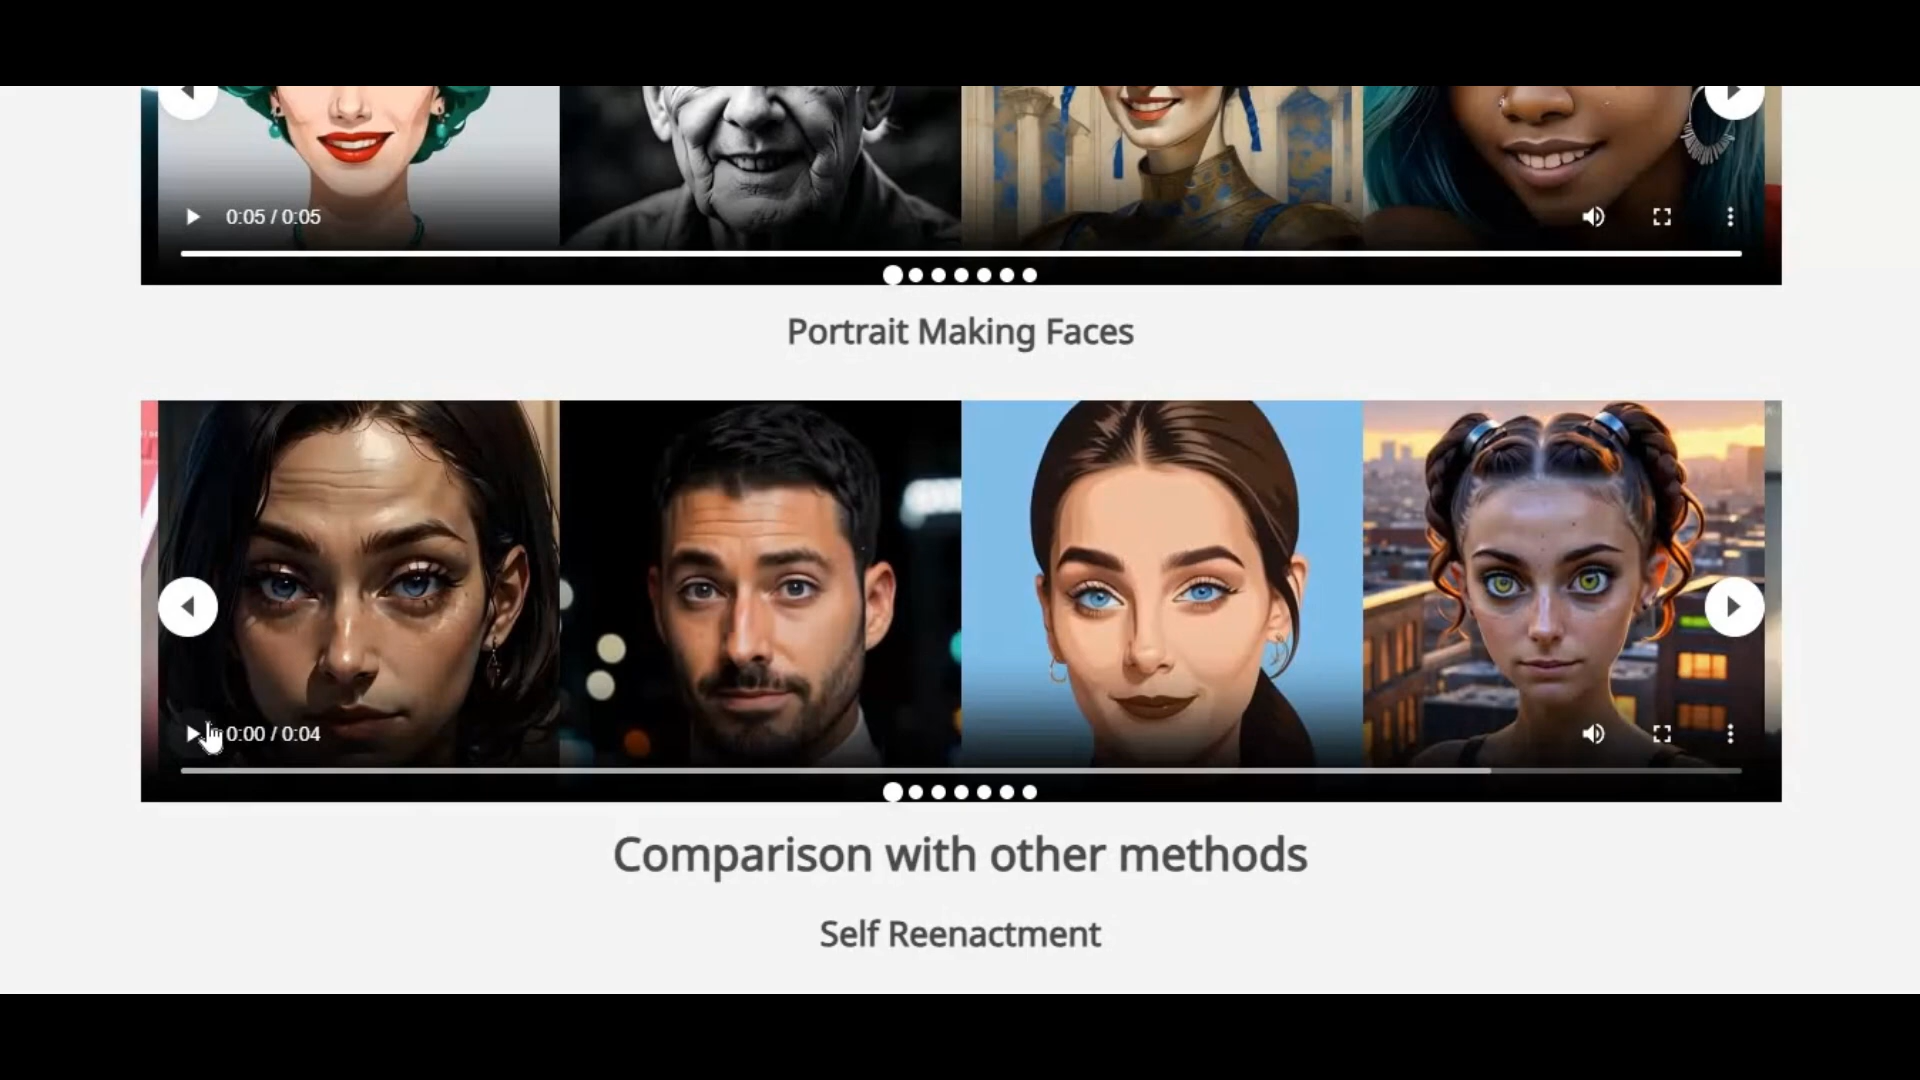 0:05 / 0:05
Portrait Making Faces
0:00 / 0:04
Comparison with other methods
Self Reenactment